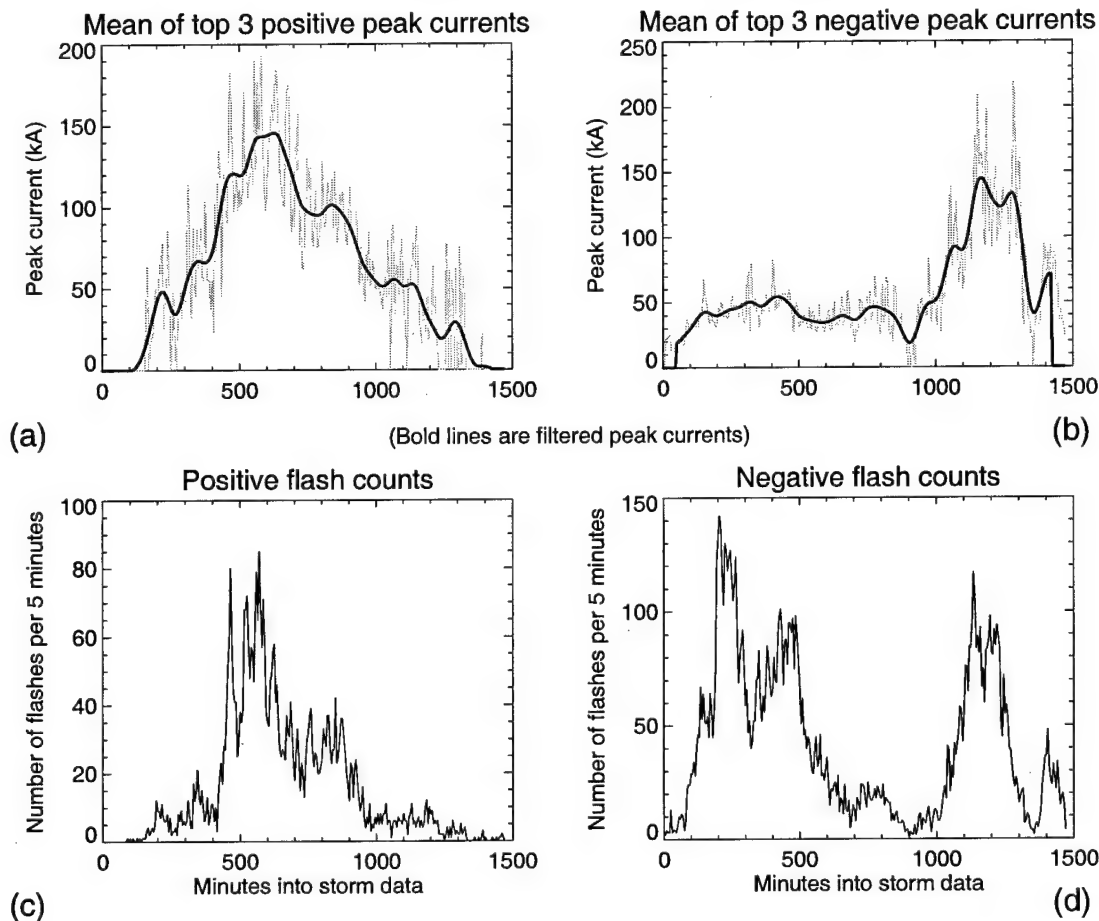 Mean of top 3 positive peak currents
Peak current (kA)
200
150
100
50
0
0
500
1000
1500
(a)
Mean of top 3 negative peak currents
Peak current (kA)
250
200
150
100
50
0
0
500
1000
1500
(b)
(Bold lines are filtered peak currents)
Positive flash counts
Number of flashes per 5 minutes
100
80
60
40
20
0
0
500
1000
1500
Minutes into storm data
(c)
Negative flash counts
Number of flashes per 5 minutes
150
100
50
0
0
500
1000
1500
Minutes into storm data
(d)